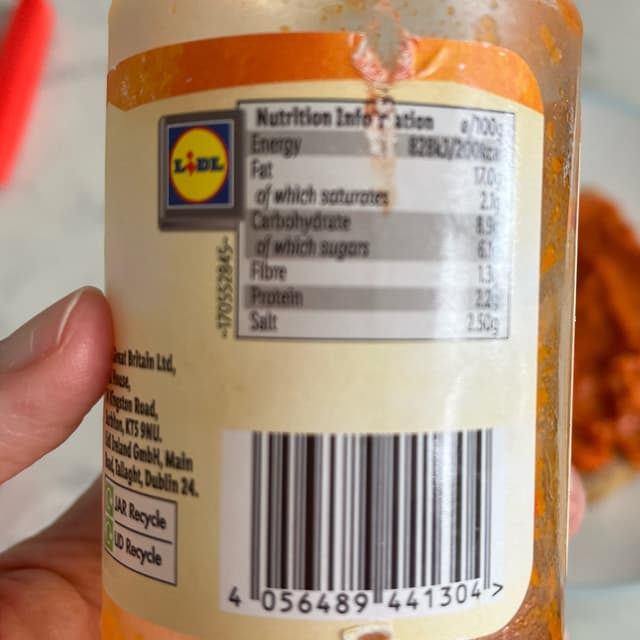 LIDL
Nutrition Information g/100g
Energy 828kJ/200kcal
Fat 17.0g
of which saturates 2.1g
Carbohydrate 8.9g
of which sugars 6.1g
Fibre 1.3g
Protein 2.2g
Salt 2.50g
-170552845-
Great Britain Ltd,
House,
Kingston Road,
KT5 9NU.
Ireland GmbH, Main
Tallaght, Dublin 24.
JAR Recycle
LID Recycle
4 056489 441304 >